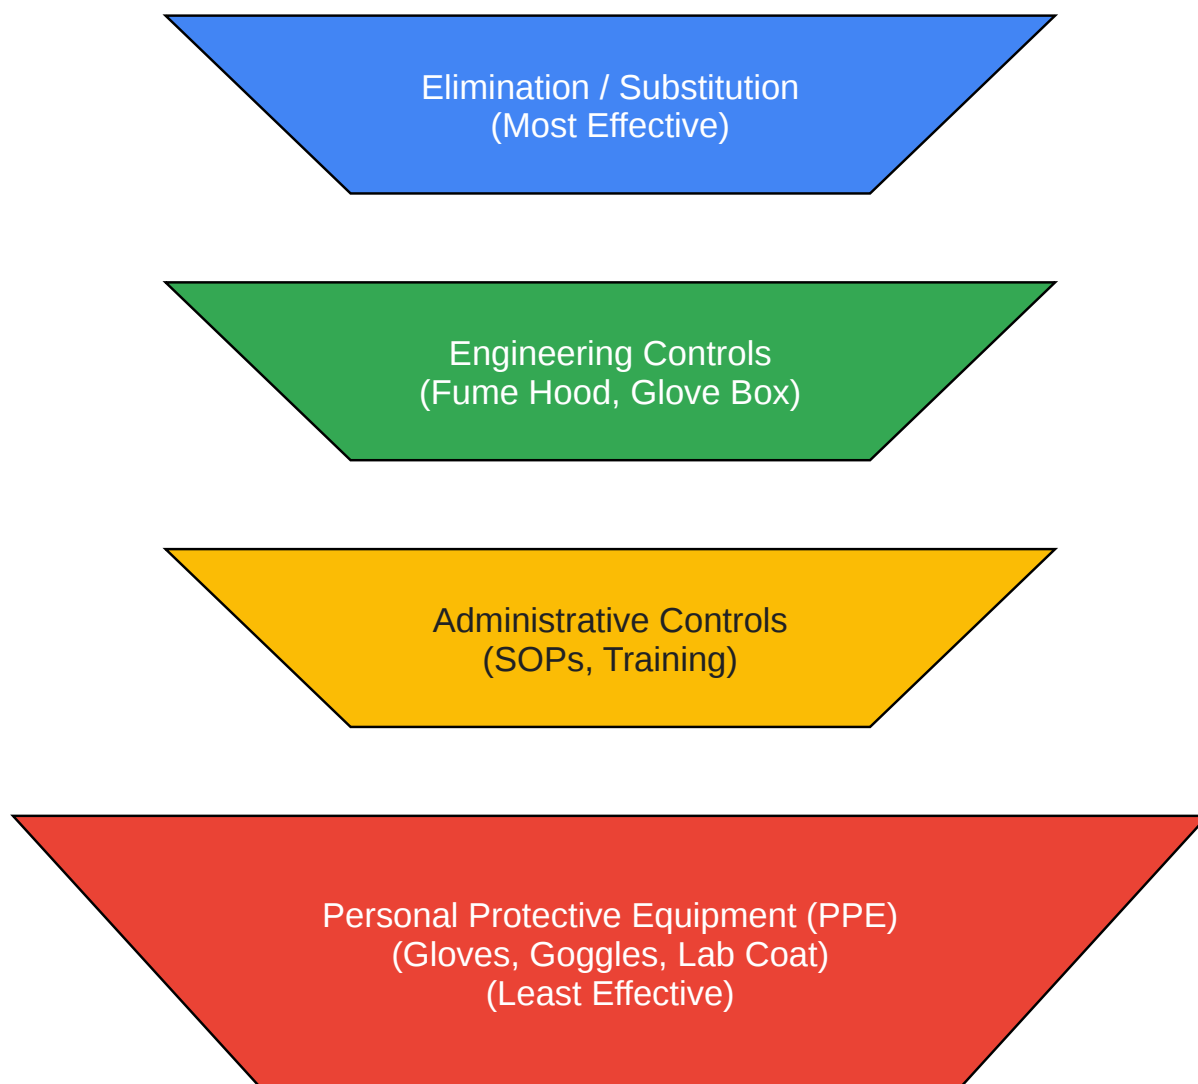 Elimination / Substitution
(Most Effective)
Engineering Controls
(Fume Hood, Glove Box)
Administrative Controls
(SOPs, Training)
Personal Protective Equipment (PPE)
(Gloves, Goggles, Lab Coat)
(Least Effective)